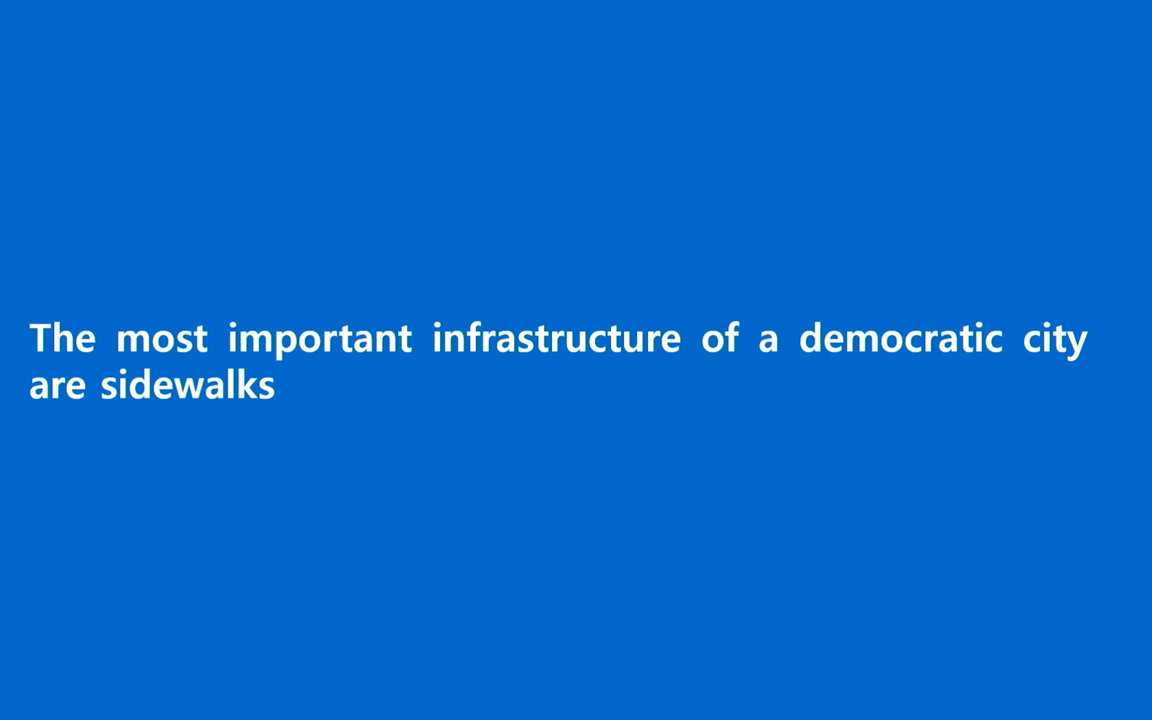 The most important infrastructure of a democratic city
are sidewalks